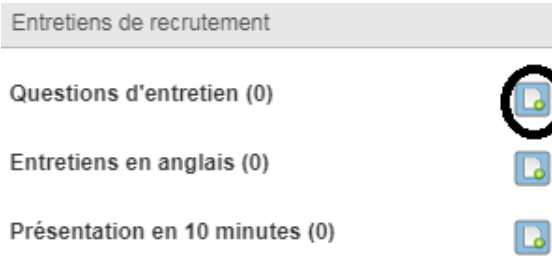 Entretiens de recrutement
Questions d'entretien (0)
Entretiens en anglais (0)
Présentation en 10 minutes (0)